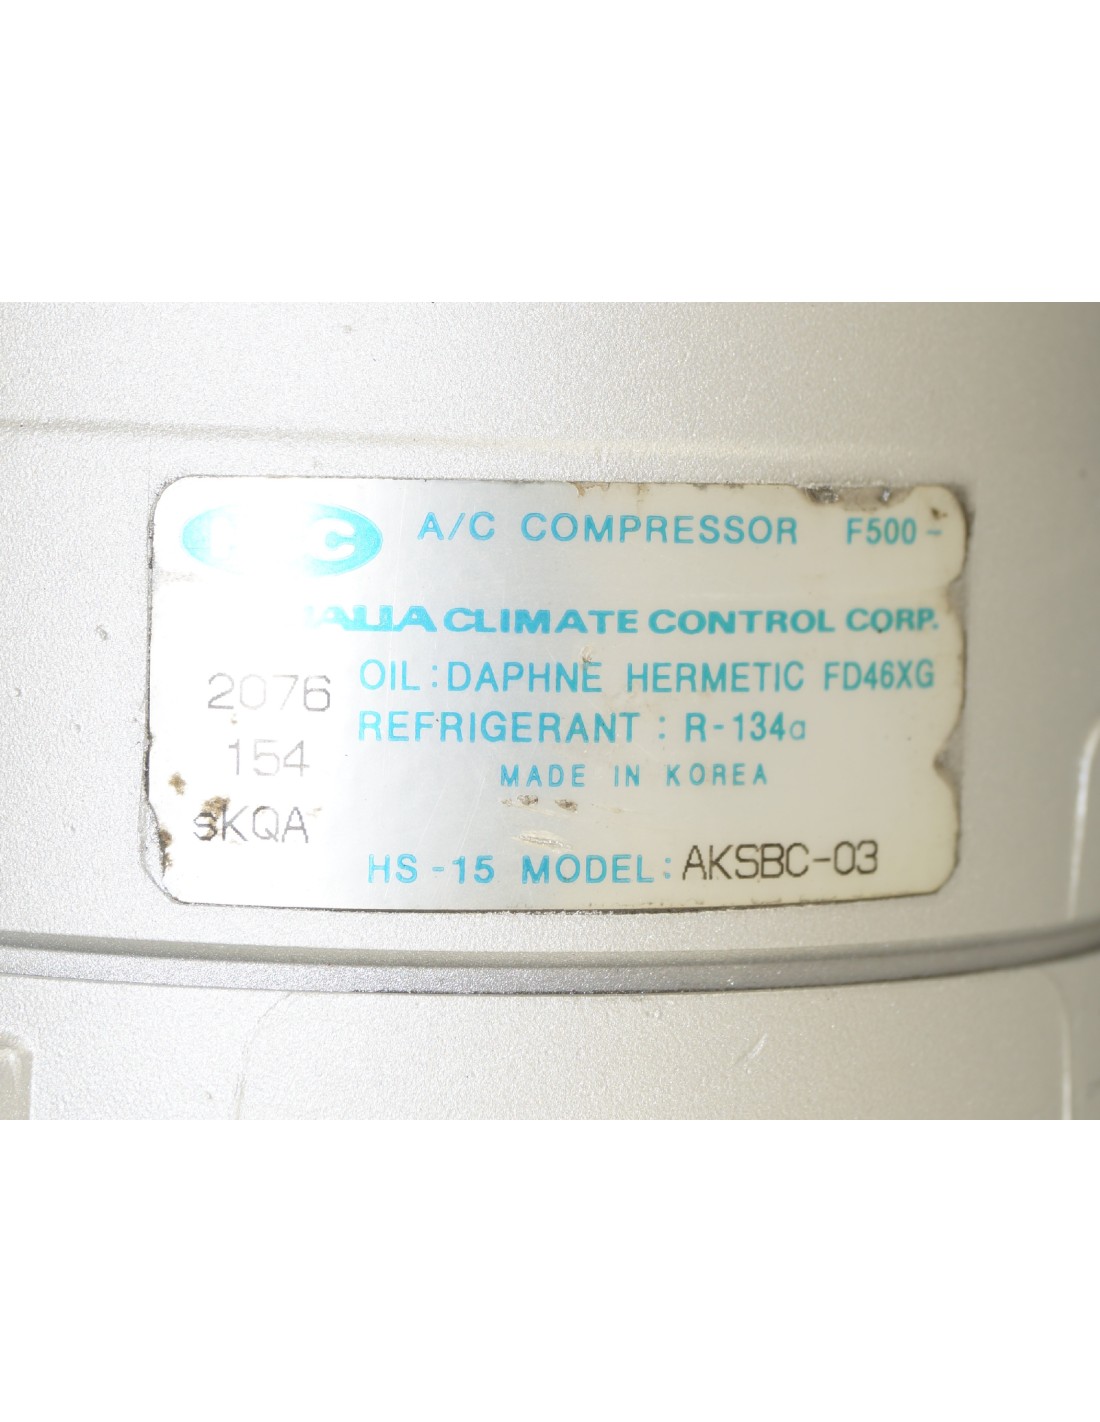 A/C COMPRESSOR F500-
CLIMATE CONTROL CORP.
2076 OIL:DAPHNE HERMETIC FD46XG
REFRIGERANT : R-134a
154 MADE IN KOREA
sKQA
HS-15 MODEL: AKSBC-03